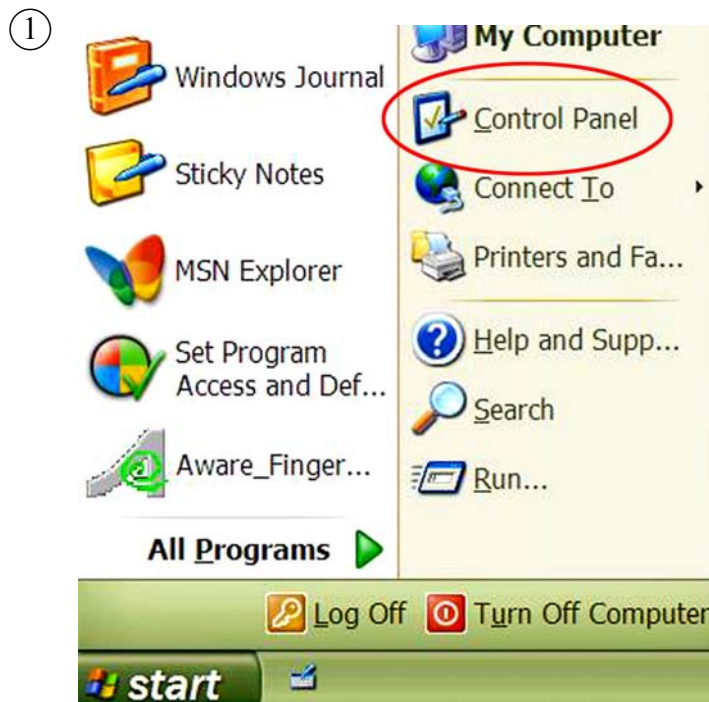 1
Windows Journal
Sticky Notes
MSN Explorer
Set Program
Access and Def...
Aware_Finger...
All Programs
My Computer
Control Panel
Connect To
Printers and Fa...
Help and Supp...
Search
Run...
Log Off
Turn Off Computer
start